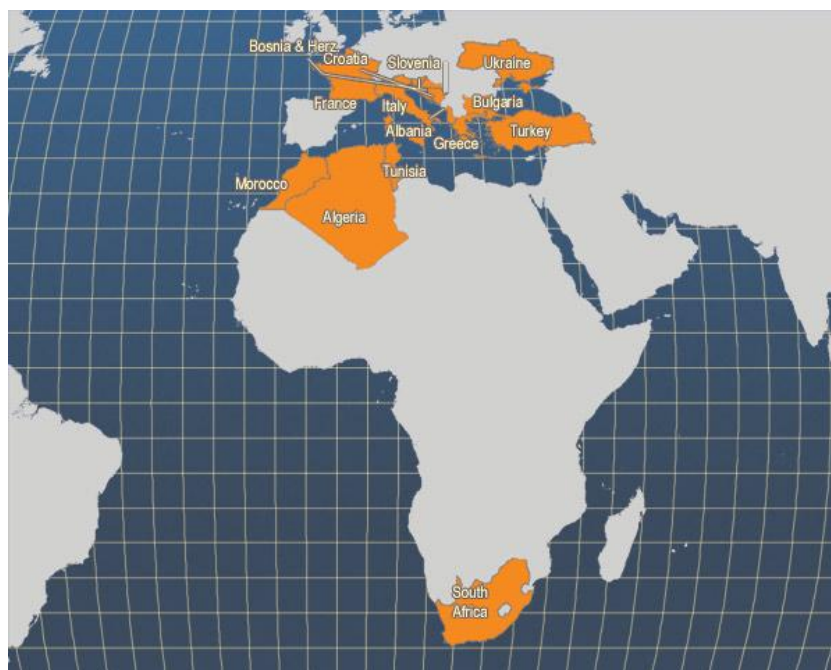 Bosnia & Herz.
Croatia
Slovenia
Ukraine
France
Italy
Bulgaria
Albania
Greece
Turkey
Morocco
Tunisia
Algeria
South
Africa